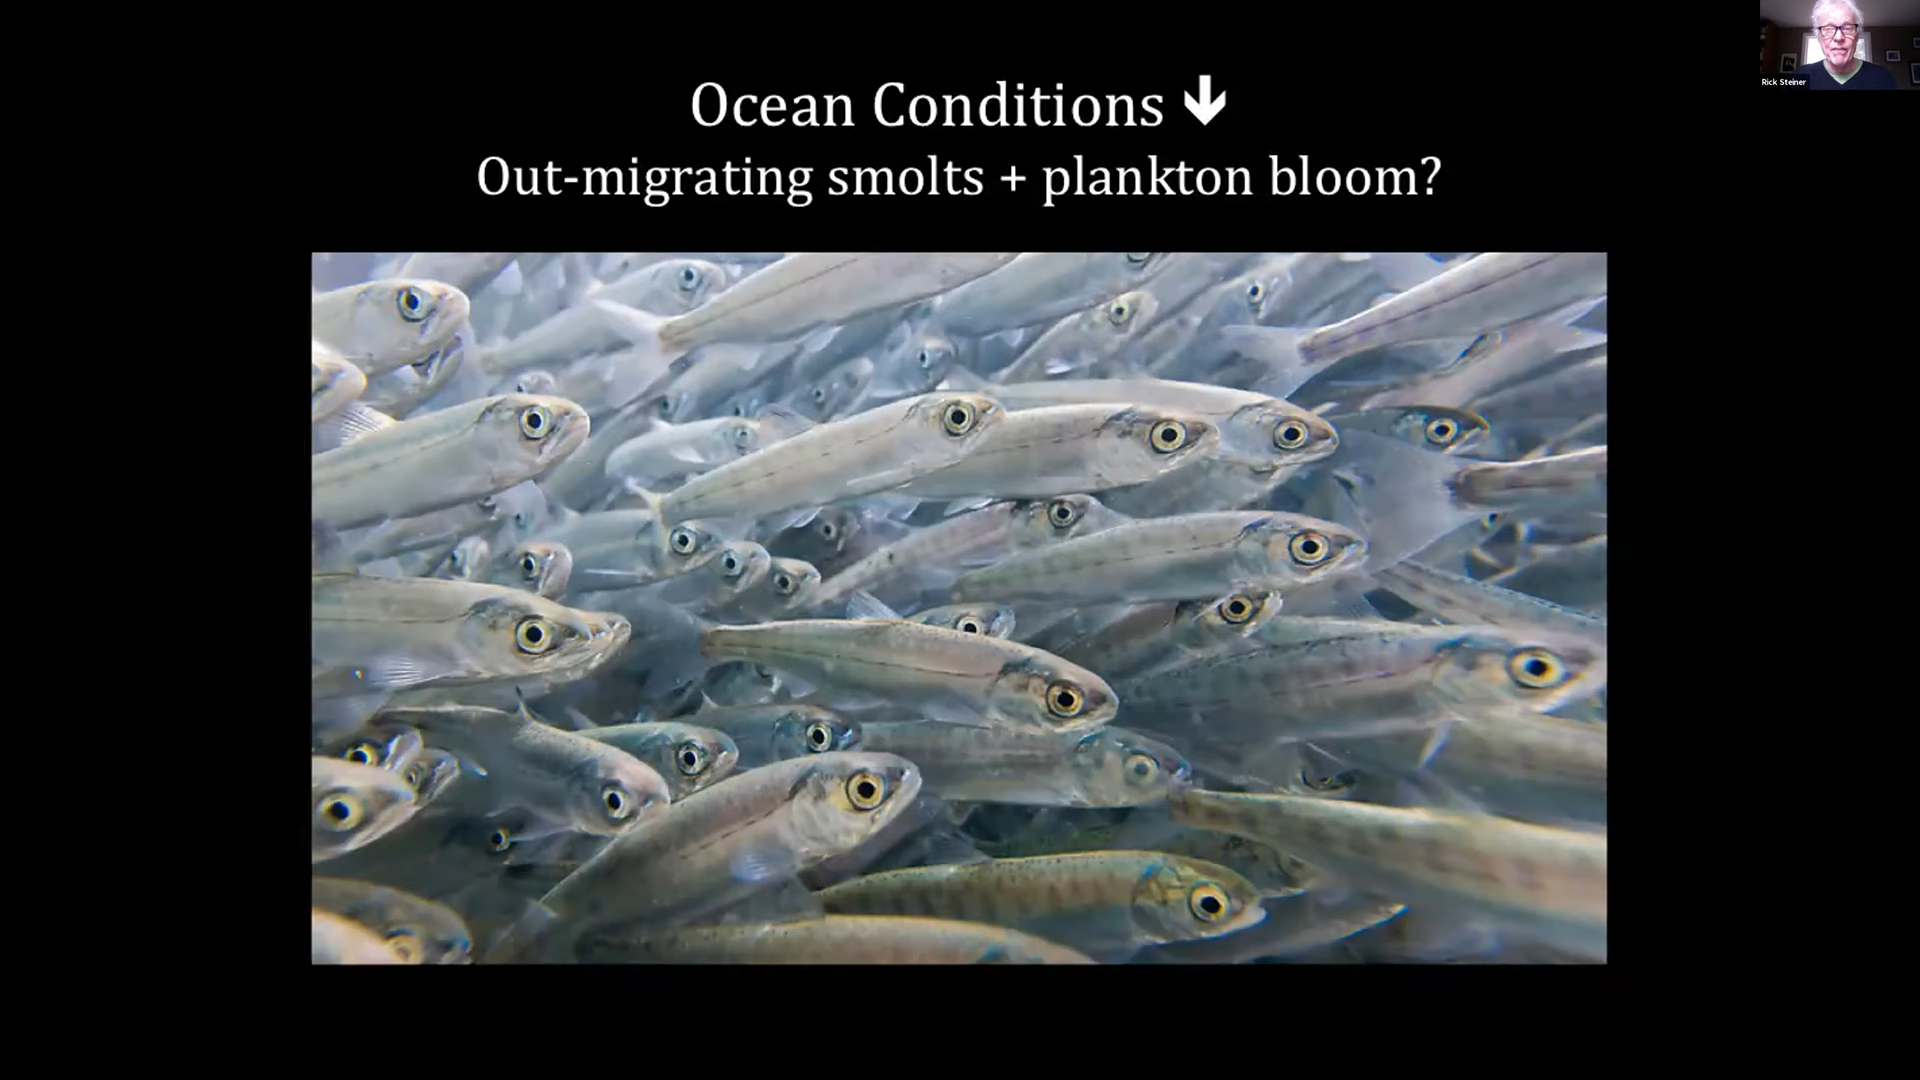 Ocean Conditions 🡇
Out-migrating smolts + plankton bloom?
Rick Steiner